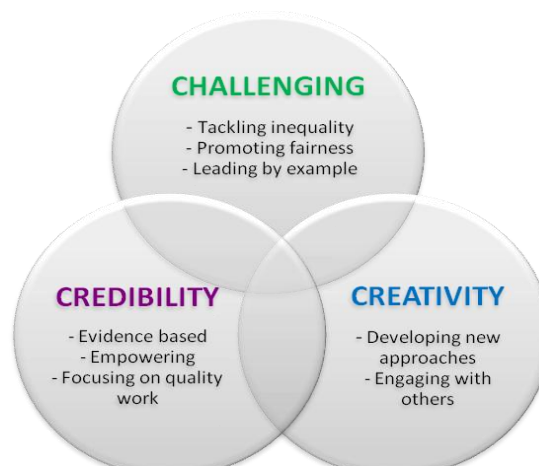 CHALLENGING
- Tackling inequality
- Promoting fairness
- Leading by example
CREDIBILITY
- Evidence based
- Empowering
- Focusing on quality
work
CREATIVITY
- Developing new
approaches
- Engaging with
others